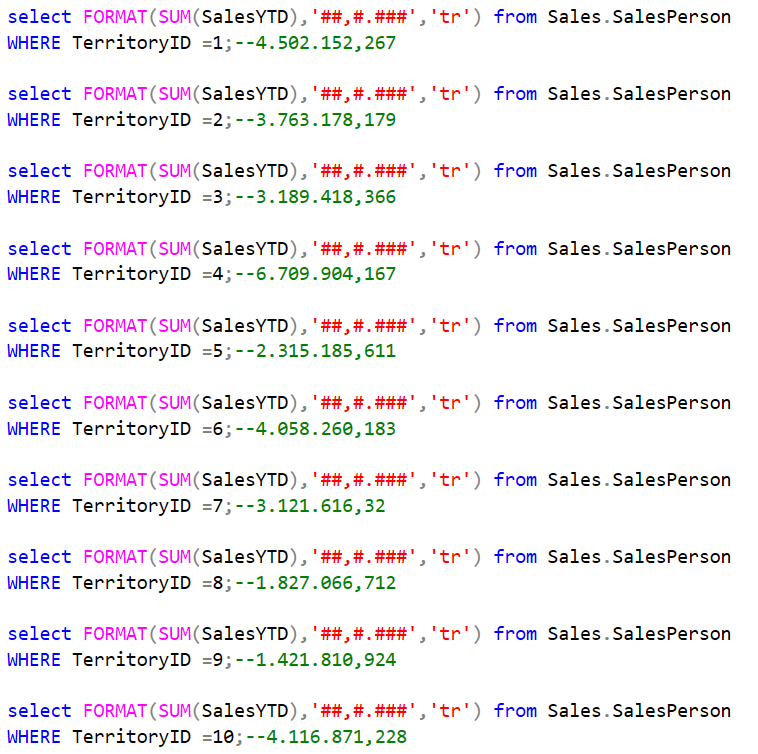 select FORMAT(SUM(SalesYTD),'##,#.###','tr') from Sales.SalesPerson
WHERE TerritoryID =1;--4.502.152,267
select FORMAT(SUM(SalesYTD),'##,#.###','tr') from Sales.SalesPerson
WHERE TerritoryID =2;--3.763.178,179
select FORMAT(SUM(SalesYTD),'##,#.###','tr') from Sales.SalesPerson
WHERE TerritoryID =3;--3.189.418,366
select FORMAT(SUM(SalesYTD),'##,#.###','tr') from Sales.SalesPerson
WHERE TerritoryID =4;--6.709.904,167
select FORMAT(SUM(SalesYTD),'##,#.###','tr') from Sales.SalesPerson
WHERE TerritoryID =5;--2.315.185,611
select FORMAT(SUM(SalesYTD),'##,#.###','tr') from Sales.SalesPerson
WHERE TerritoryID =6;--4.058.260,183
select FORMAT(SUM(SalesYTD),'##,#.###','tr') from Sales.SalesPerson
WHERE TerritoryID =7;--3.121.616,32
select FORMAT(SUM(SalesYTD),'##,#.###','tr') from Sales.SalesPerson
WHERE TerritoryID =8;--1.827.066,712
select FORMAT(SUM(SalesYTD),'##,#.###','tr') from Sales.SalesPerson
WHERE TerritoryID =9;--1.421.810,924
select FORMAT(SUM(SalesYTD),'##,#.###','tr') from Sales.SalesPerson
WHERE TerritoryID =10;--4.116.871,228